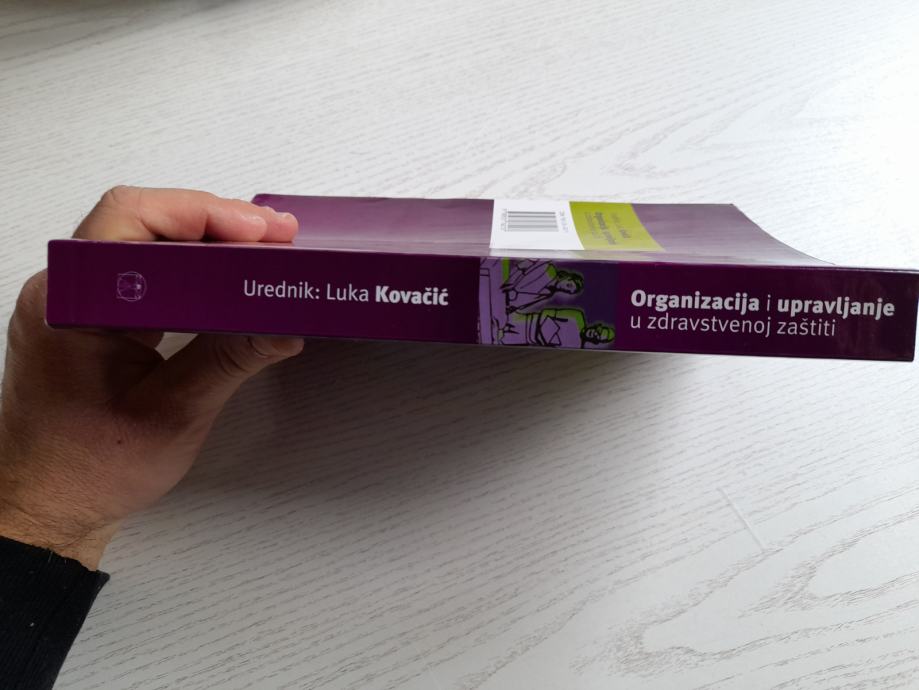 Urednik: Luka Kovačić
Organizacija i upravljanje
u zdravstvenoj zaštiti